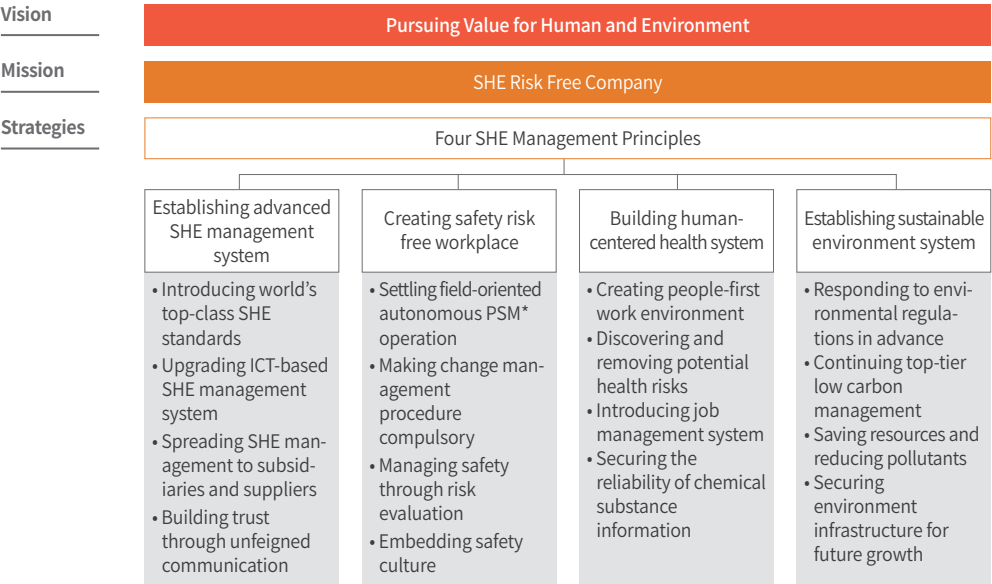 Vision
Pursuing Value for Human and Environment
Mission
SHE Risk Free Company
Strategies
Four SHE Management Principles
Establishing advanced
SHE management
system
• Introducing world's
top-class SHE
standards
• Upgrading ICT-based
SHE management
system
• Spreading SHE man-
agement to subsid-
iaries and suppliers
• Building trust
through unfeigned
communication
Creating safety risk
free workplace
• Settling field-oriented
autonomous PSM*
operation
• Making change man-
agement
procedure
compulsory
• Managing safety
through risk
evaluation
• Embedding safety
culture
Building human-
centered health system
• Creating people-first
work environment
• Discovering and
removing potential
health risks
• Introducing job
management system
• Securing the
reliability of chemical
substance
information
Establishing sustainable
environment system
• Responding to envi-
ronmental regula-
tions in advance
• Continuing top-tier
low carbon
management
• Saving resources and
reducing pollutants
• Securing
environment
infrastructure for
future growth